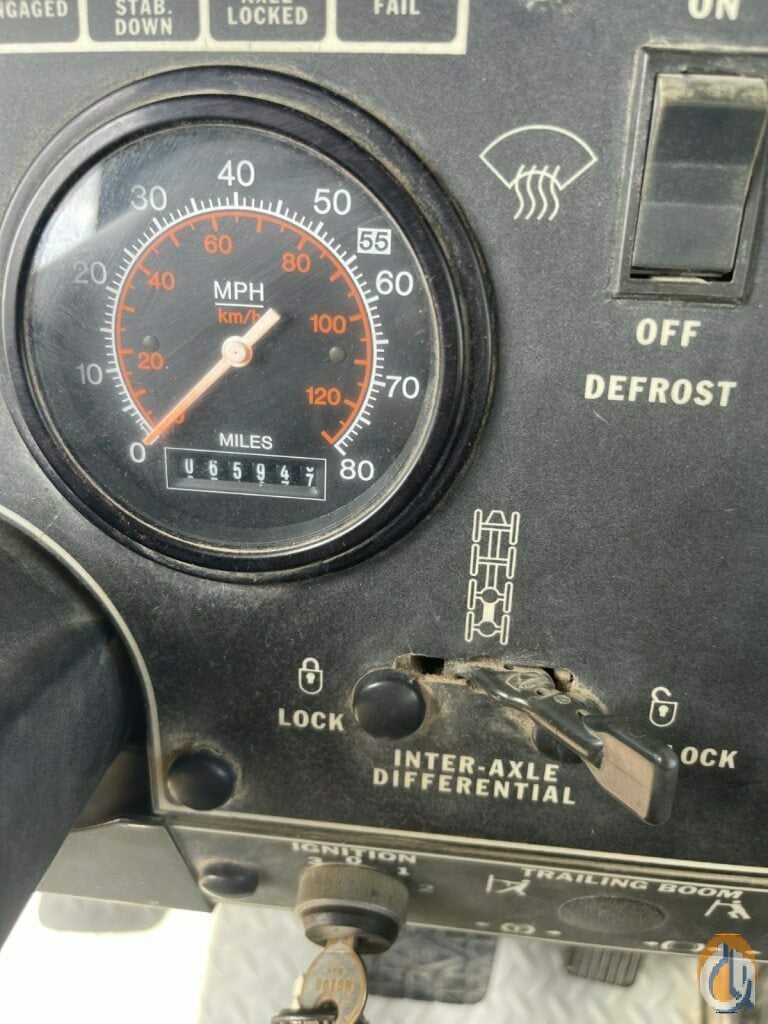 STAB.
DOWN
LOCKED
FAIL
ON
40
30
50
55
60
80
20
40
60
MPH
km/h
100
20
10
70
120
MILES
0
80
065947
OFF
DEFROST
LOCK
OCK
INTER-AXLE
DIFFERENTIAL
IGNITION
3 0 1 2
TRAILING BOOM